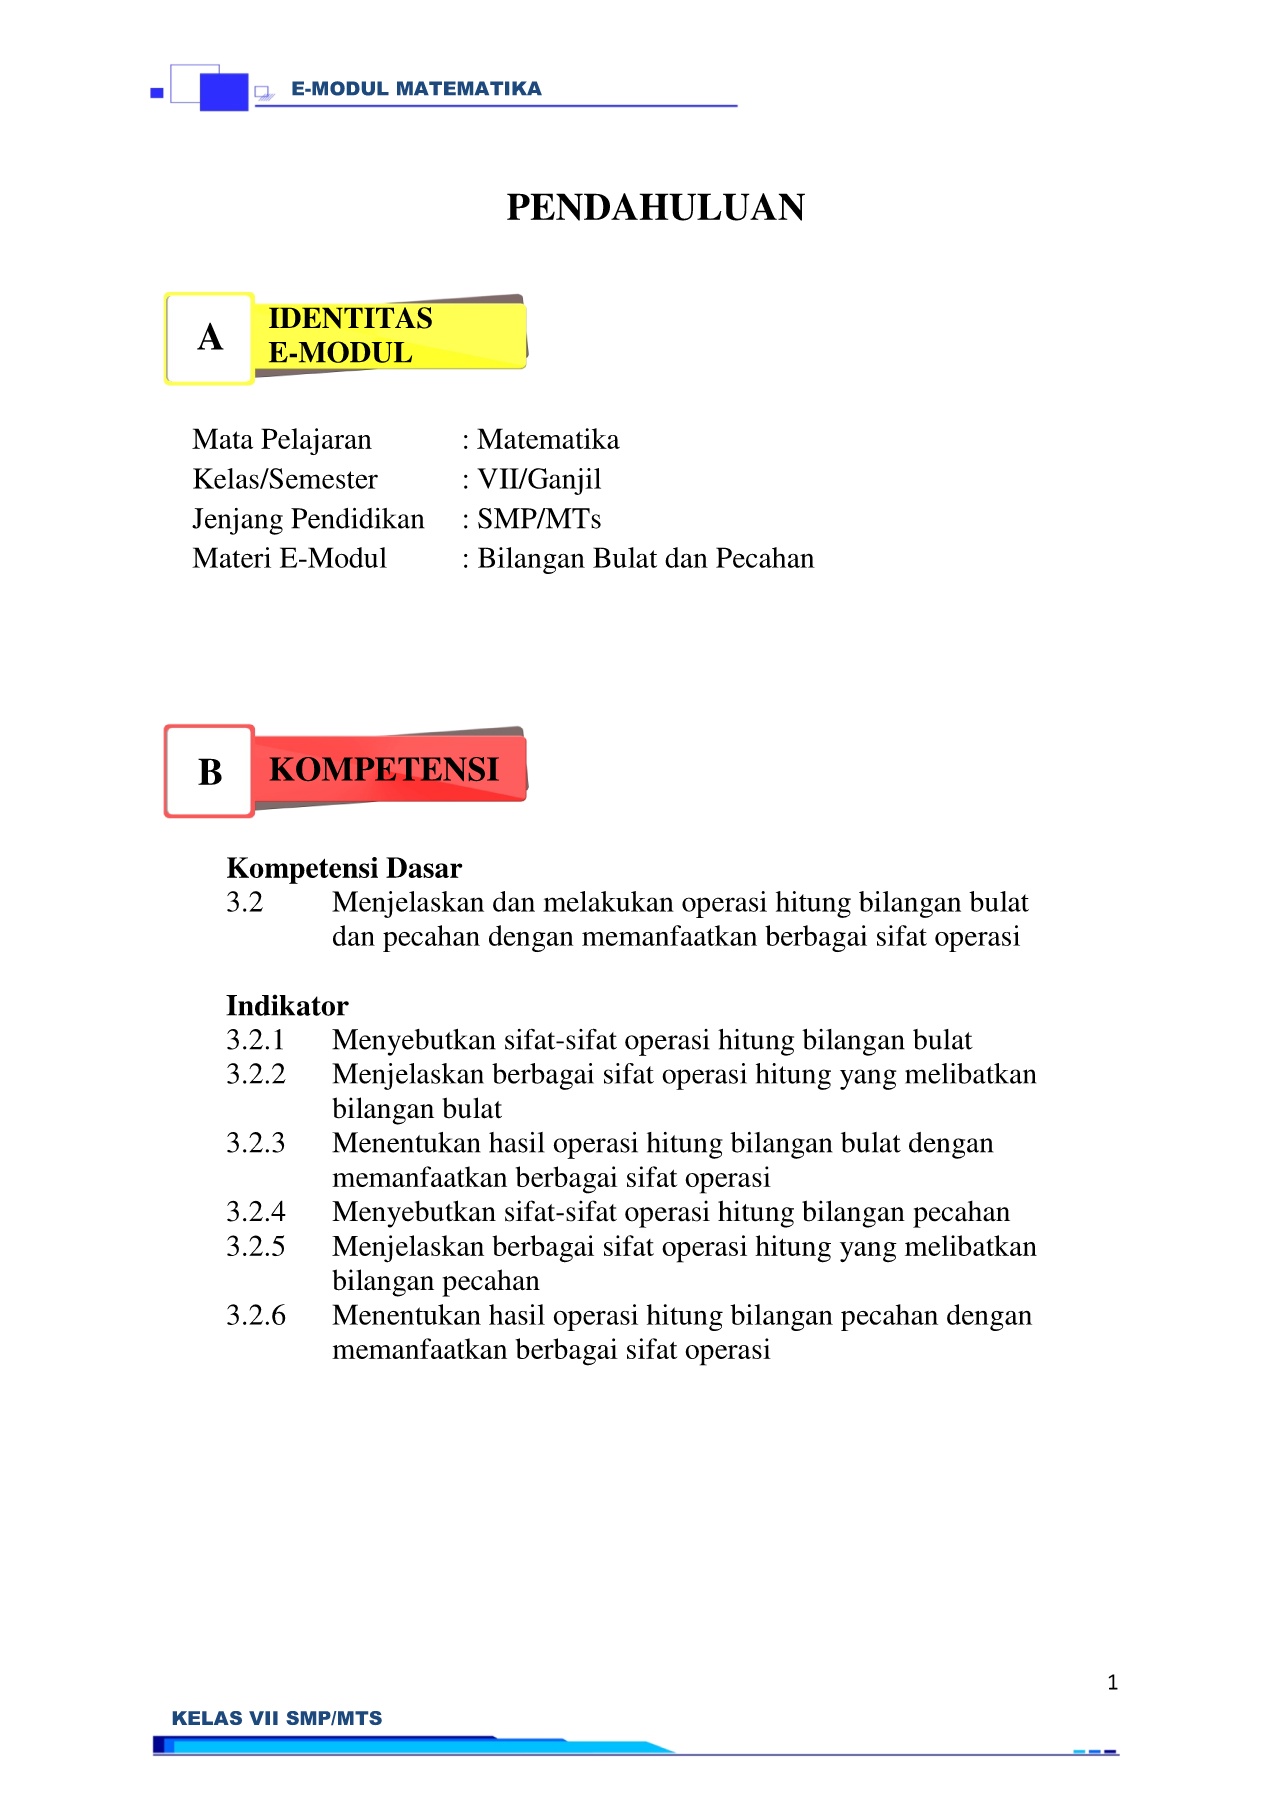 E-MODUL MATEMATIKA
PENDAHULUAN
A
IDENTITAS
E-MODUL
Mata Pelajaran : Matematika
Kelas/Semester : VII/Ganjil
Jenjang Pendidikan : SMP/MTs
Materi E-Modul : Bilangan Bulat dan Pecahan
B
KOMPETENSI
Kompetensi Dasar
3.2 Menjelaskan dan melakukan operasi hitung bilangan bulat
dan pecahan dengan memanfaatkan berbagai sifat operasi
Indikator
3.2.1 Menyebutkan sifat-sifat operasi hitung bilangan bulat
3.2.2 Menjelaskan berbagai sifat operasi hitung yang melibatkan
bilangan bulat
3.2.3 Menentukan hasil operasi hitung bilangan bulat dengan
memanfaatkan berbagai sifat operasi
3.2.4 Menyebutkan sifat-sifat operasi hitung bilangan pecahan
3.2.5 Menjelaskan berbagai sifat operasi hitung yang melibatkan
bilangan pecahan
3.2.6 Menentukan hasil operasi hitung bilangan pecahan dengan
memanfaatkan berbagai sifat operasi
1
KELAS VII SMP/MTS